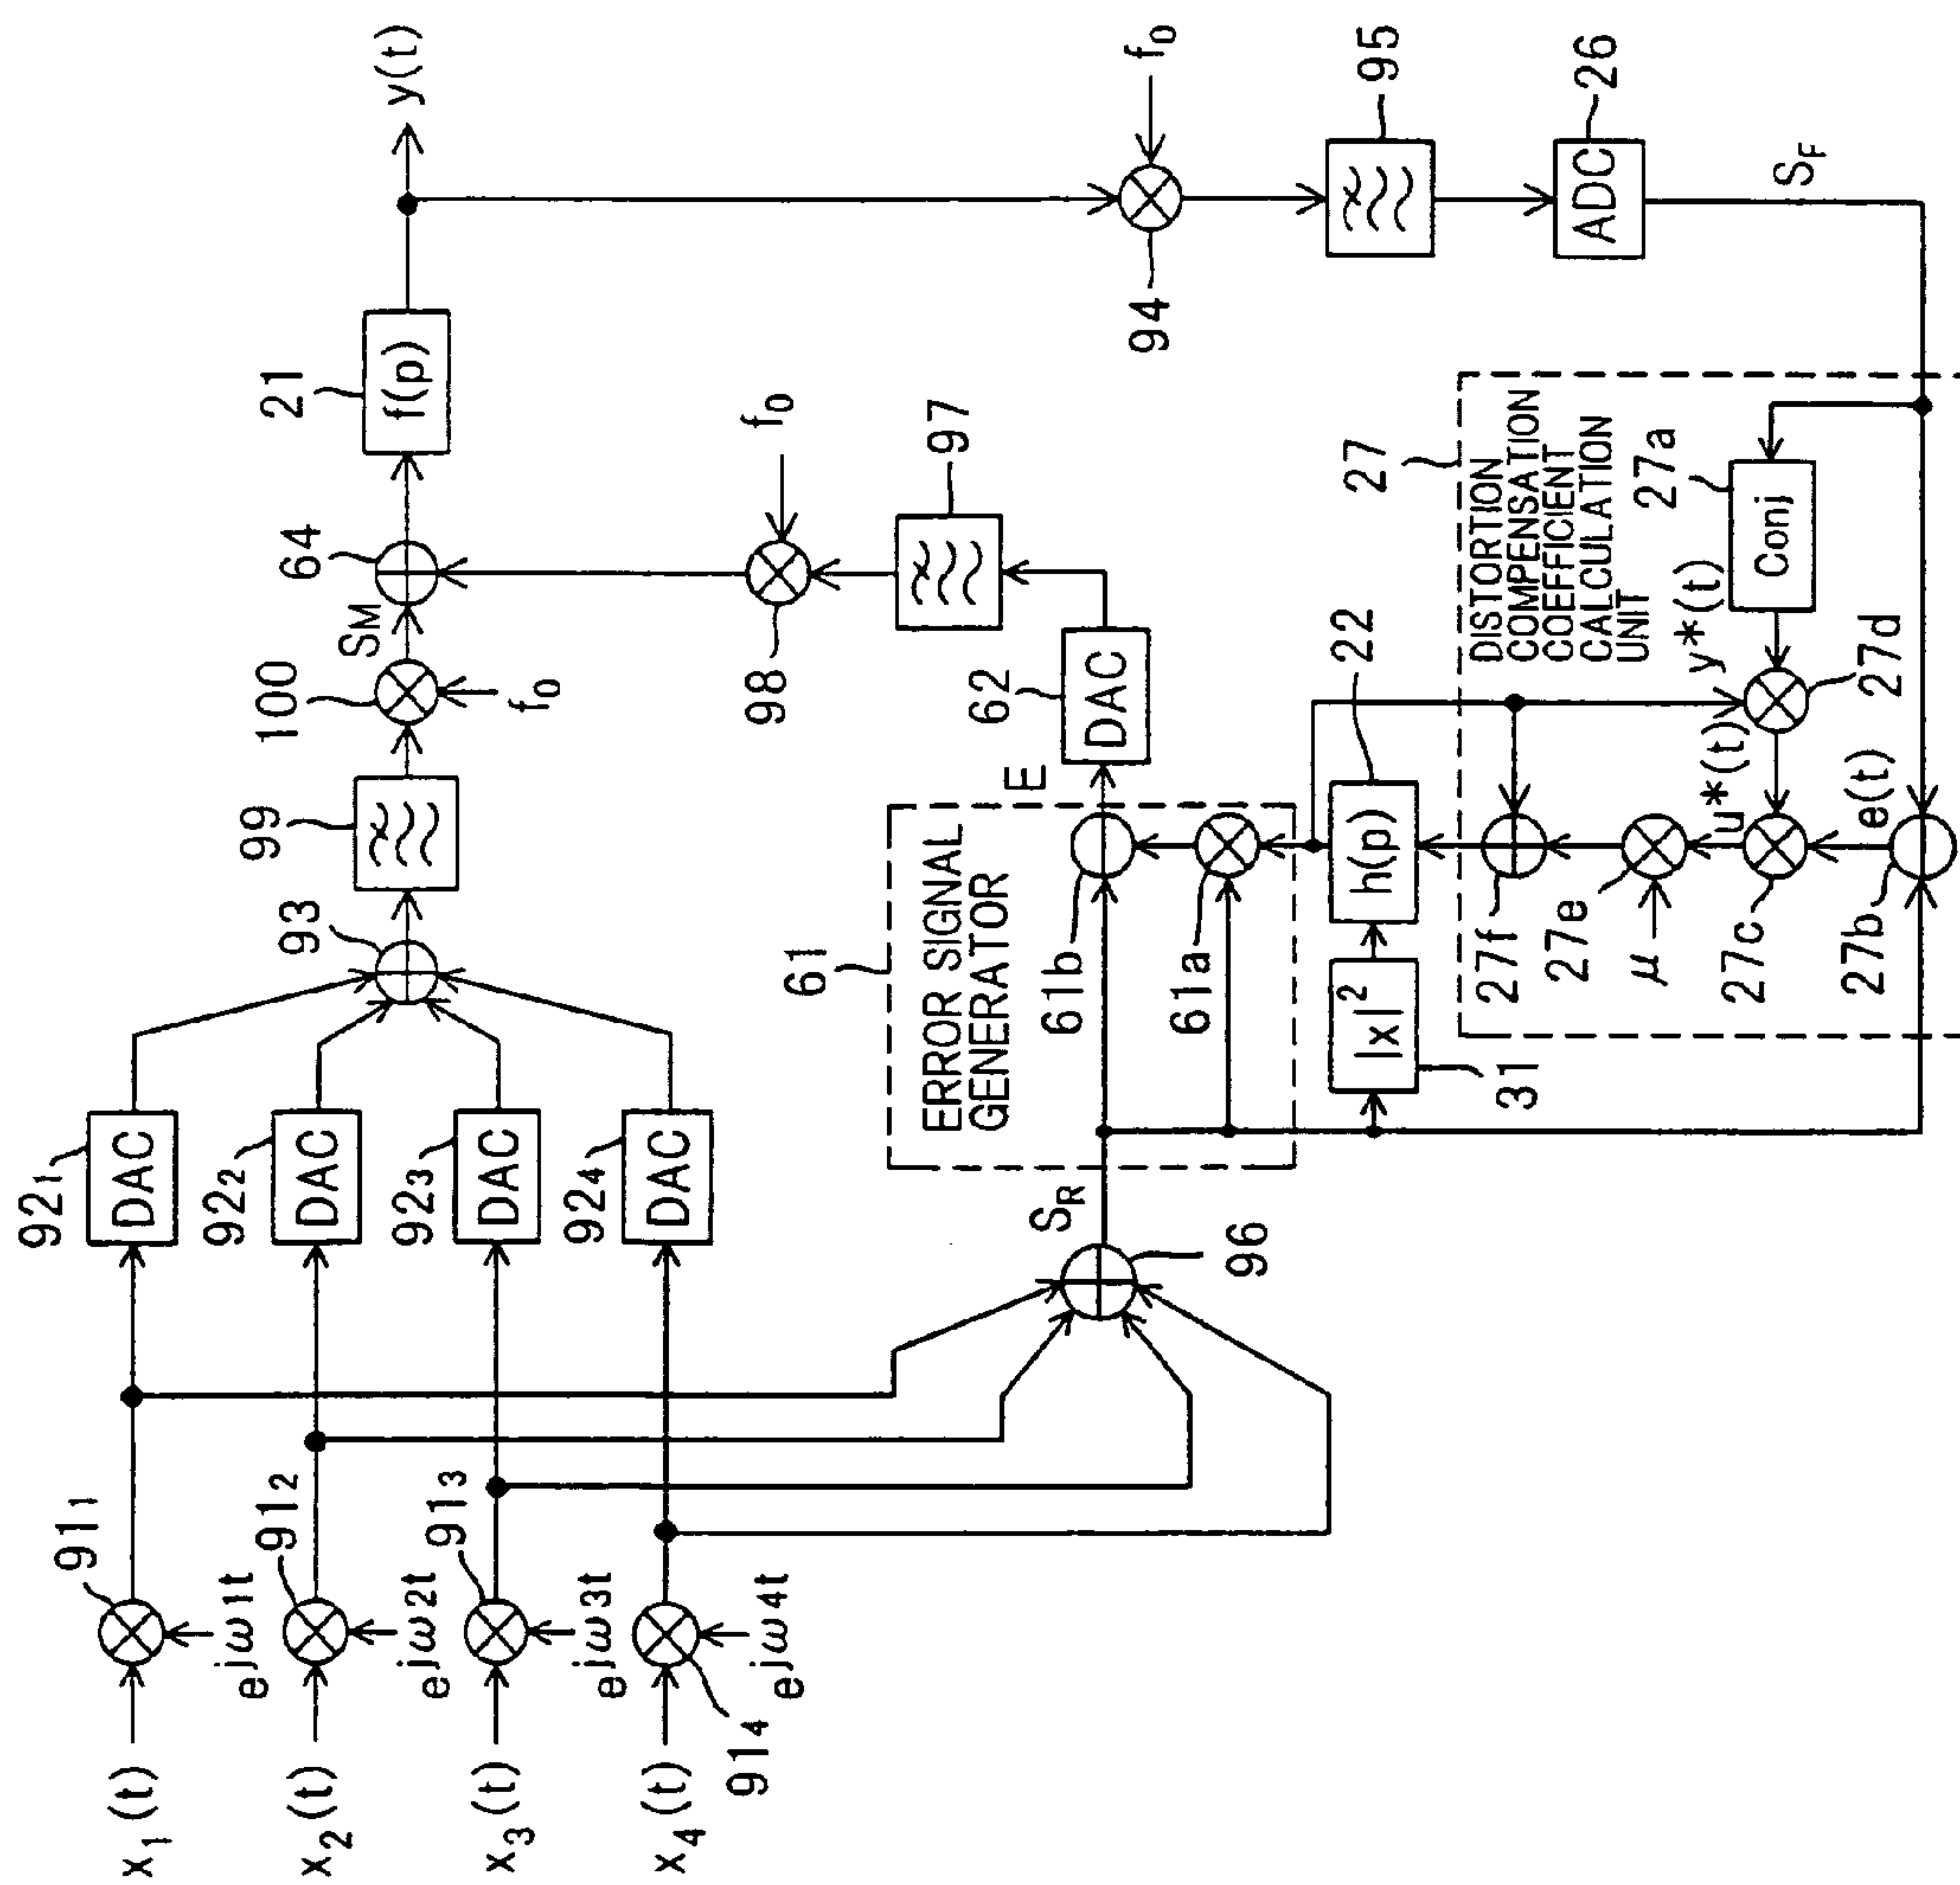 x1(t)
911
ejω1t
921
DAC
x2(t)
912
ejω2t
922
DAC
x3(t)
913
ejω3t
923
DAC
x4(t)
914
ejω4t
924
DAC
93
99
100
f0
SM
64
21
f(p)
y(t)
96
SR
61
ERROR SIGNAL
GENERATOR
61b
61a
E
62
DAC
97
98
f0
94
f0
95
26
ADC
SF
31
|x|2
22
h(p)
27
DISTORTION
COMPENSATION
COEFFICIENT
CALCULATION
UNIT
27f
27e
μ
27c
27b
u*(t)
e(t)
y*(t)
27a
Conj
27d